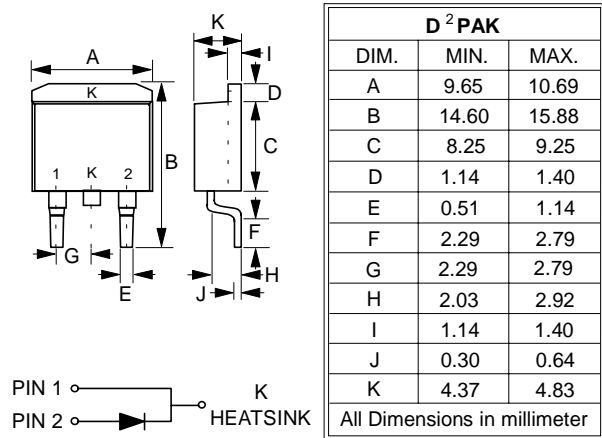 A
K
1 K 2
B
G
E
K
I
D
C
F
H
J
PIN 1
PIN 2
K
HEATSINK
D ² PAK
DIM. MIN. MAX.
A 9.65 10.69
B 14.60 15.88
C 8.25 9.25
D 1.14 1.40
E 0.51 1.14
F 2.29 2.79
G 2.29 2.79
H 2.03 2.92
I 1.14 1.40
J 0.30 0.64
K 4.37 4.83
All Dimensions in millimeter